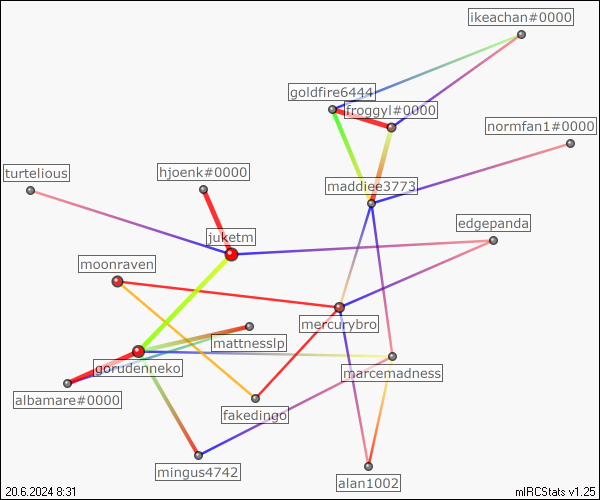 ikeachan#0000
goldfire6444
froggyl#0000
normfan1#0000
turtelious
hjoenk#0000
maddiee3773
edgepanda
juketm
moonraven
mercurybro
mattnesslp
gorudenneko
marcemadness
albamare#0000
fakedingo
mingus4742
alan1002
20.6.2024 8:31
mIRCStats v1.25